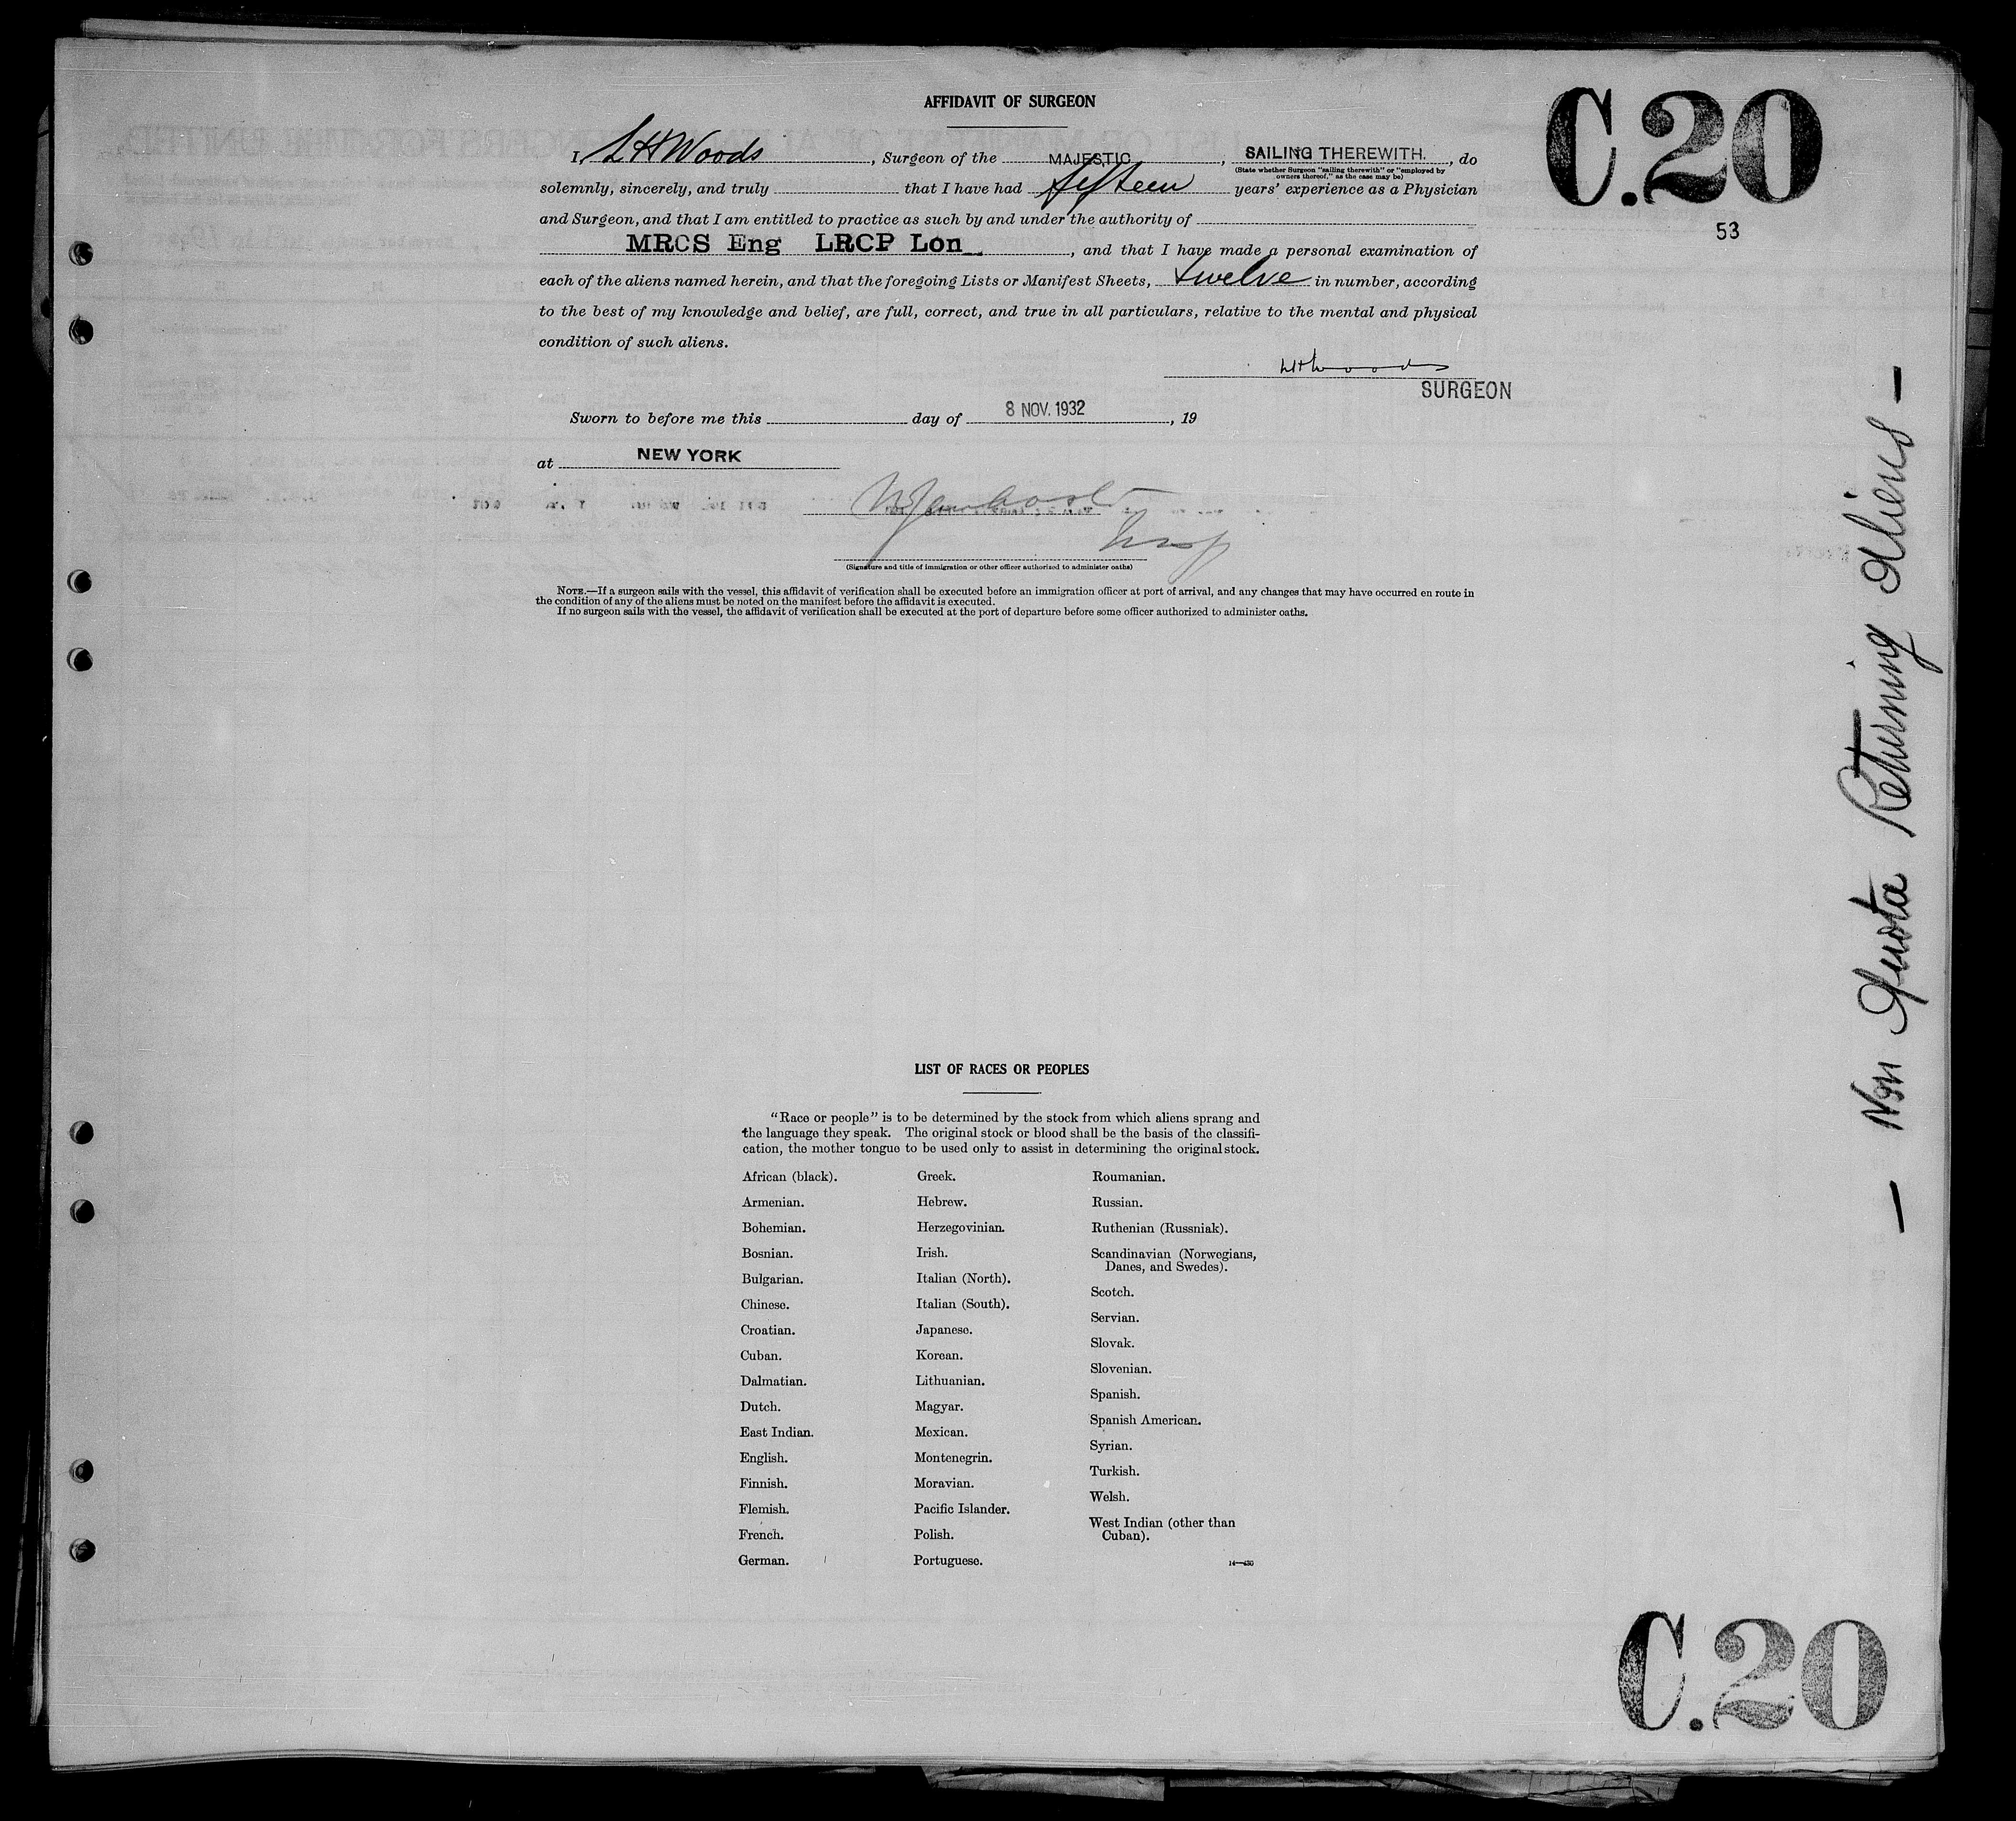 C.20
53
AFFIDAVIT OF SURGEON
I, L H Woods, Surgeon of the MAJESTIC, SAILING THEREWITH., do
(State whether Surgeon "sailing therewith" or "employed by
owners thereof," as the case may be)
solemnly, sincerely, and truly that I have had fifteen years' experience as a Physician
and Surgeon, and that I am entitled to practice as such by and under the authority of
MRCS Eng LRCP Lon, and that I have made a personal examination of
each of the aliens named herein, and that the foregoing Lists or Manifest Sheets, twelve in number, according
to the best of my knowledge and belief, are full, correct, and true in all particulars, relative to the mental and physical
condition of such aliens.
LH Woods
SURGEON
Sworn to before me this day of 8 NOV. 1932, 19
at NEW YORK
Insp
(Signature and title of immigration or other officer authorized to administer oaths)
NOTE.—If a surgeon sails with the vessel, this affidavit of verification shall be executed before an immigration officer at port of arrival, and any changes that may have occurred en route in
the condition of any of the aliens must be noted on the manifest before the affidavit is executed.
If no surgeon sails with the vessel, the affidavit of verification shall be executed at the port of departure before some officer authorized to administer oaths.
— Non Quota Returning Aliens —
LIST OF RACES OR PEOPLES
"Race or people" is to be determined by the stock from which aliens sprang and
the language they speak. The original stock or blood shall be the basis of the classifi-
cation, the mother tongue to be used only to assist in determining the original stock.
African (black).
Armenian.
Bohemian.
Bosnian.
Bulgarian.
Chinese.
Croatian.
Cuban.
Dalmatian.
Dutch.
East Indian.
English.
Finnish.
Flemish.
French.
German.
Greek.
Hebrew.
Herzegovinian.
Irish.
Italian (North).
Italian (South).
Japanese.
Korean.
Lithuanian.
Magyar.
Mexican.
Montenegrin.
Moravian.
Pacific Islander.
Polish.
Portuguese.
Roumanian.
Russian.
Ruthenian (Russniak).
Scandinavian (Norwegians,
Danes, and Swedes).
Scotch.
Servian.
Slovak.
Slovenian.
Spanish.
Spanish American.
Syrian.
Turkish.
Welsh.
West Indian (other than
Cuban).
14—430
C.20